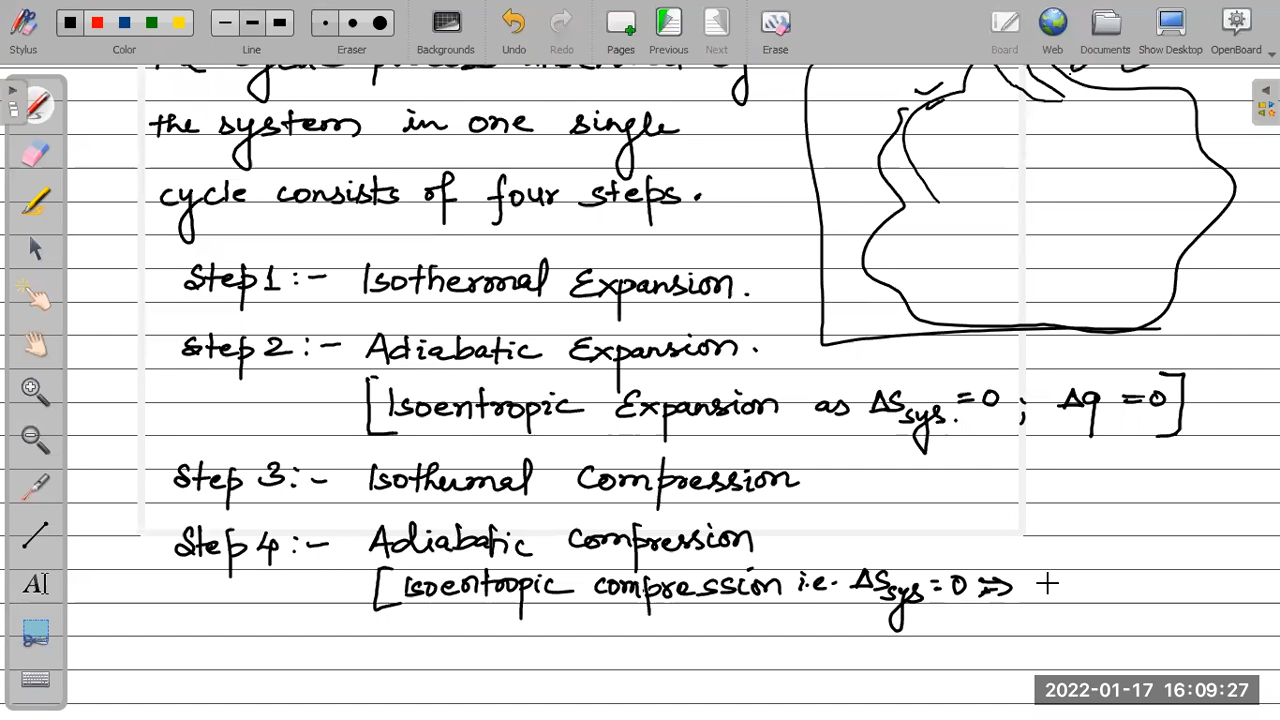 Stylus
Color
Line
Eraser
Backgrounds
Undo
Redo
Pages
Previous
Next
Erase
Board
Web
Documents
Show Desktop
OpenBoard
cycle process by
the system in one single
cycle consists of four steps.
Step 1 :- Isothermal Expansion.
Step 2 :- Adiabatic Expansion.
[Isoentropic Expansion as ΔSsys. = 0 ; Δq = 0]
Step 3 :- Isothermal Compression
Step 4 :- Adiabatic compression
[Isoentropic compression i.e. ΔSsys = 0 ⇒
2022-01-17 16:09:27